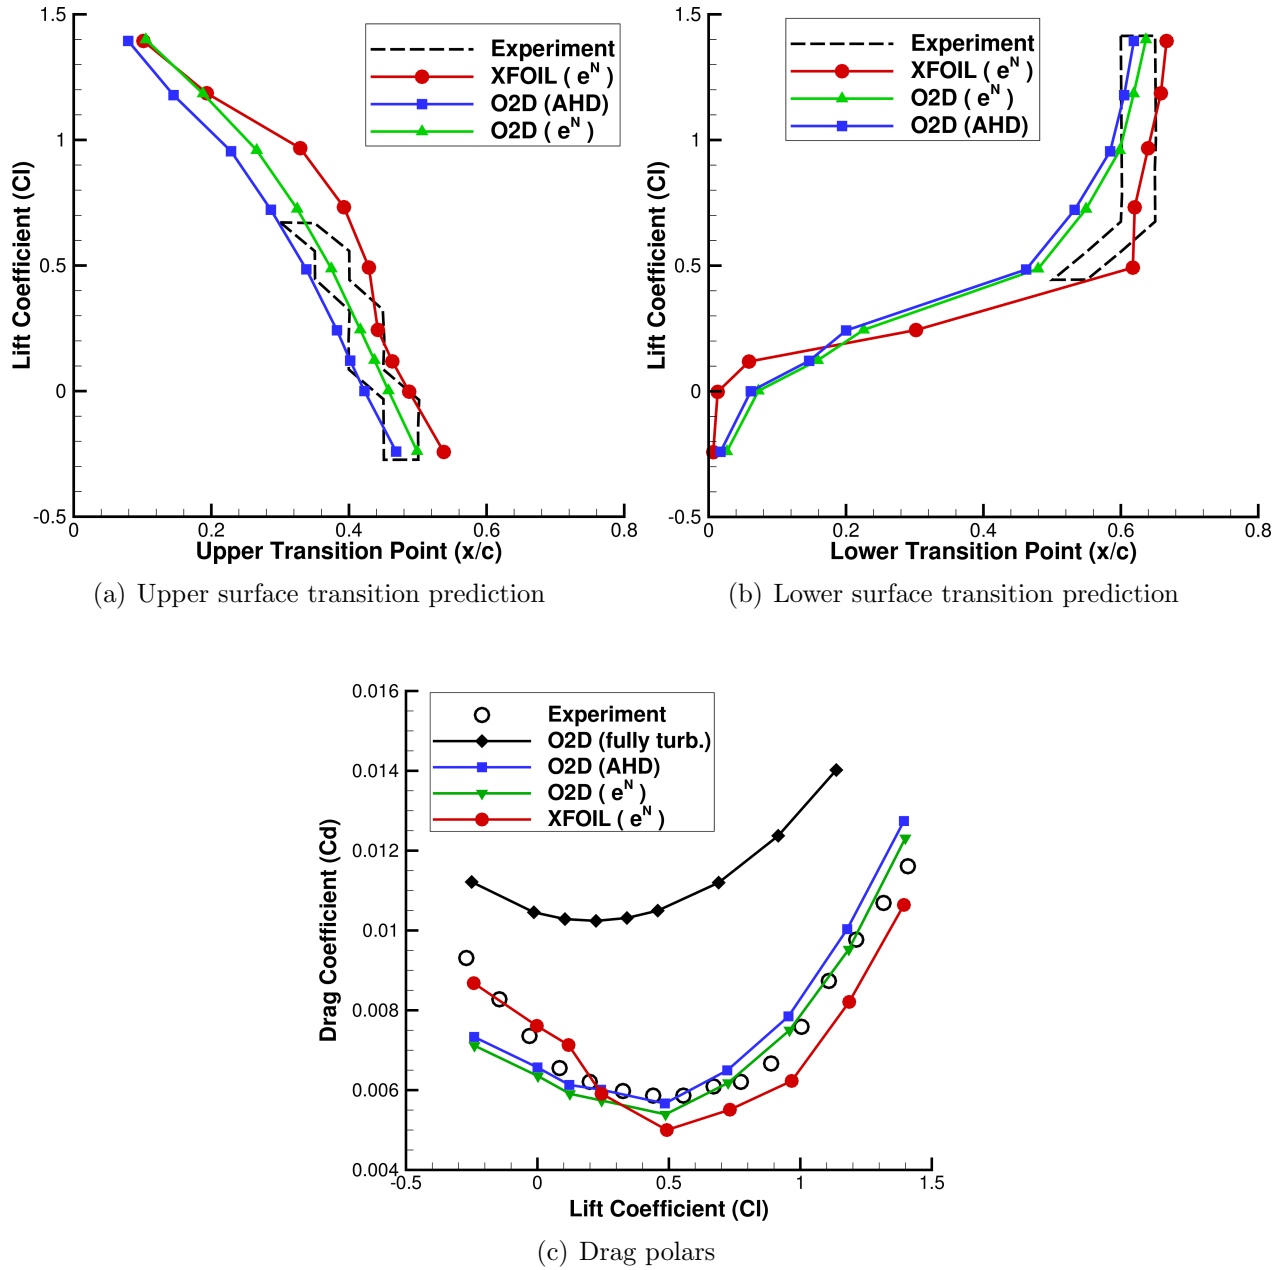 1.5
1
0.5
0
-0.5
0
0.2
0.4
0.6
0.8
Lift Coefficient (Cl)
Upper Transition Point (x/c)
Experiment
XFOIL ( e^N )
O2D (AHD)
O2D ( e^N )
(a) Upper surface transition prediction
1.5
1
0.5
0
-0.5
0
0.2
0.4
0.6
0.8
Lift Coefficient (Cl)
Lower Transition Point (x/c)
Experiment
XFOIL ( e^N )
O2D ( e^N )
O2D (AHD)
(b) Lower surface transition prediction
0.016
0.014
0.012
0.01
0.008
0.006
0.004
-0.5
0
0.5
1
1.5
Drag Coefficient (Cd)
Lift Coefficient (Cl)
Experiment
O2D (fully turb.)
O2D (AHD)
O2D ( e^N )
XFOIL ( e^N )
(c) Drag polars